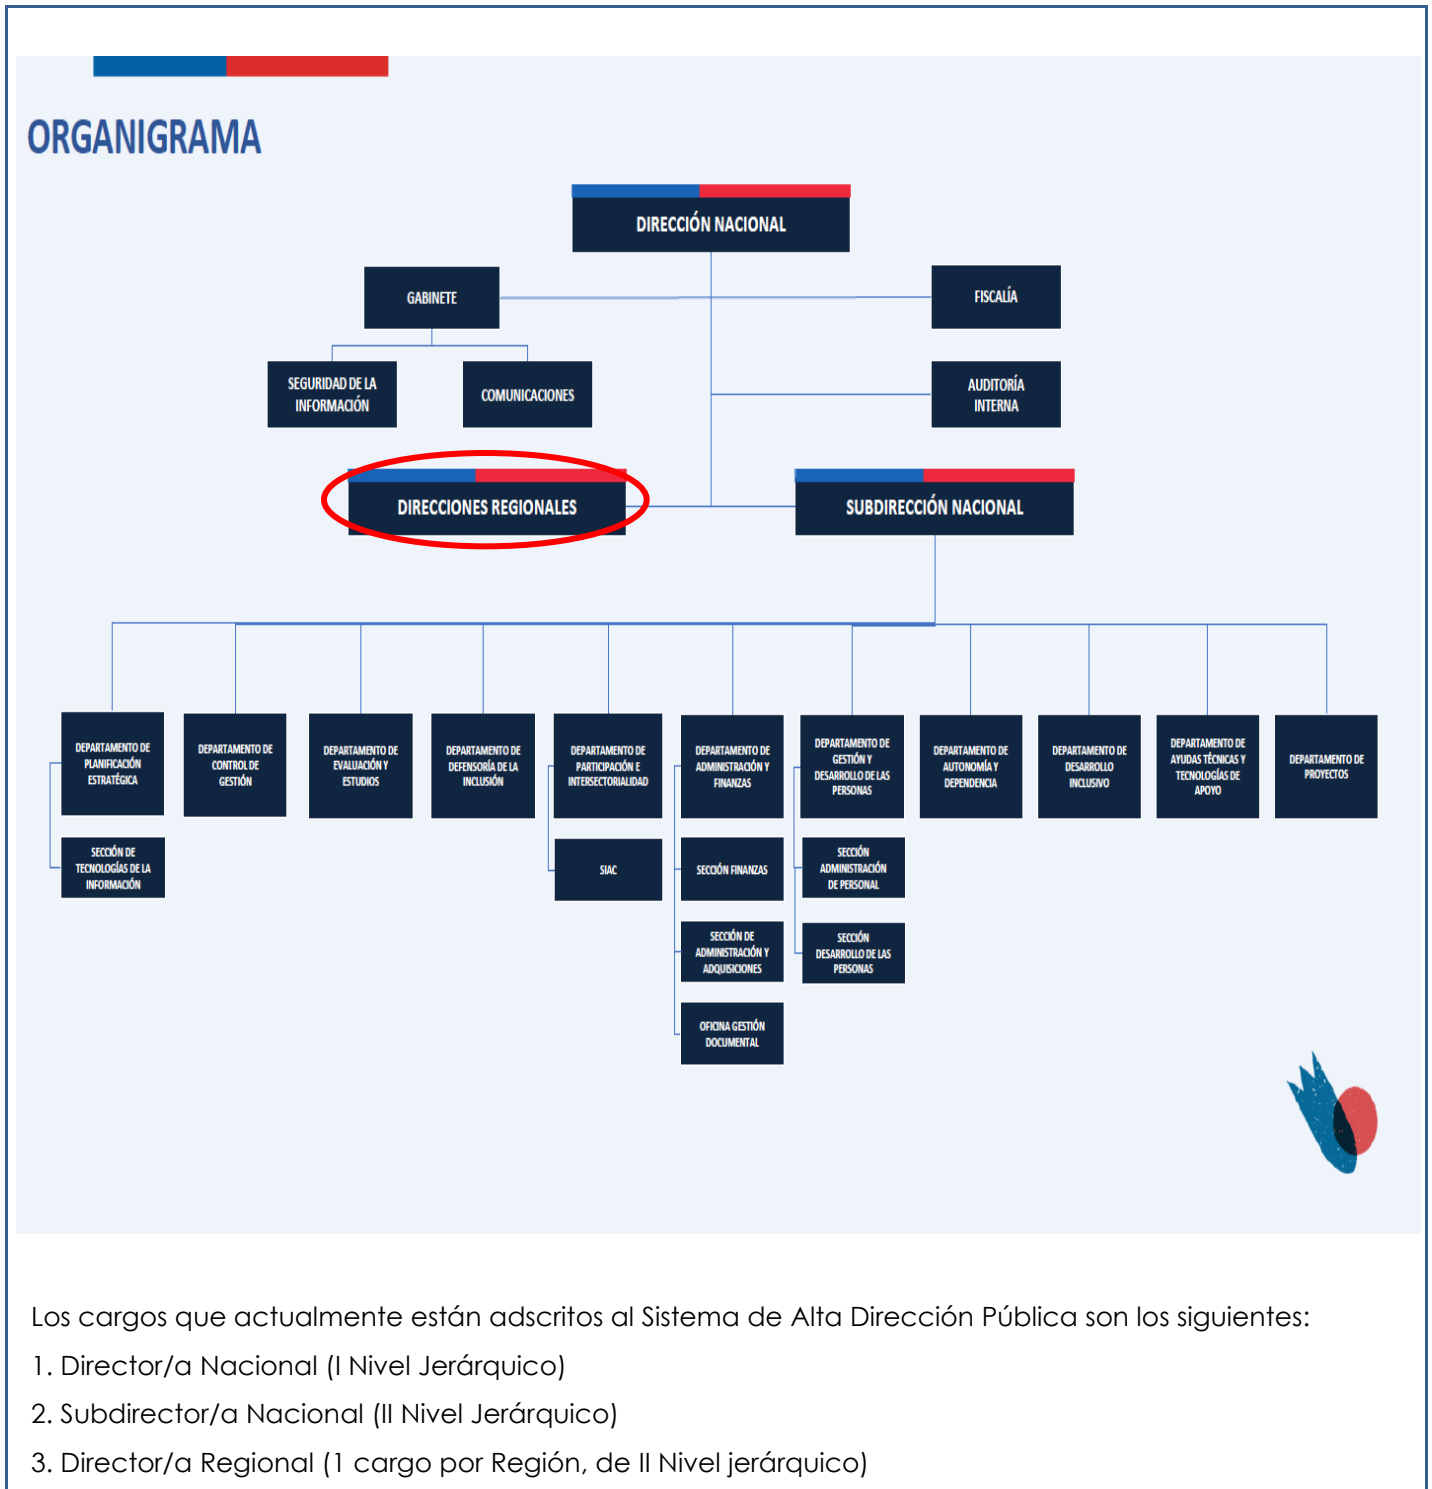 ORGANIGRAMA
DIRECCIÓN NACIONAL
GABINETE
FISCALÍA
SEGURIDAD DE LA
INFORMACIÓN
COMUNICACIONES
AUDITORÍA
INTERNA
DIRECCIONES REGIONALES
SUBDIRECCIÓN NACIONAL
DEPARTAMENTO DE
PLANIFICACIÓN
ESTRATÉGICA
DEPARTAMENTO DE
CONTROL DE
GESTIÓN
DEPARTAMENTO DE
EVALUACIÓN Y
ESTUDIOS
DEPARTAMENTO DE
DEFENSORÍA DE LA
INCLUSIÓN
DEPARTAMENTO DE
PARTICIPACIÓN E
INTERSECTORIALIDAD
DEPARTAMENTO DE
ADMINISTRACIÓN Y
FINANZAS
DEPARTAMENTO DE
GESTIÓN Y
DESARROLLO DE LAS
PERSONAS
DEPARTAMENTO DE
AUTONOMÍA Y
DEPENDENCIA
DEPARTAMENTO DE
DESARROLLO
INCLUSIVO
DEPARTAMENTO DE
AYUDAS TÉCNICAS Y
TECNOLOGÍAS DE
APOYO
DEPARTAMENTO DE
PROYECTOS
SECCIÓN DE
TECNOLOGÍAS DE LA
INFORMACIÓN
SIAC
SECCIÓN FINANZAS
SECCIÓN
ADMINISTRACIÓN
DE PERSONAL
SECCIÓN DE
ADMINISTRACIÓN Y
ADQUISICIONES
SECCIÓN
DESARROLLO DE LAS
PERSONAS
OFICINA GESTIÓN
DOCUMENTAL
Los cargos que actualmente están adscritos al Sistema de Alta Dirección Pública son los siguientes:
1. Director/a Nacional (I Nivel Jerárquico)
2. Subdirector/a Nacional (II Nivel Jerárquico)
3. Director/a Regional (1 cargo por Región, de II Nivel jerárquico)